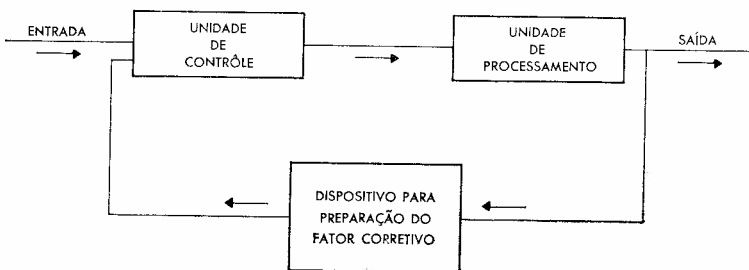 ENTRADA
UNIDADE
DE
CONTRÔLE
UNIDADE
DE
PROCESSAMENTO
SAÍDA
DISPOSITIVO PARA
PREPARAÇÃO DO
FATOR CORRETIVO